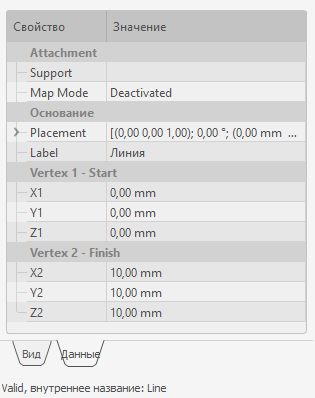 Свойство Значение
Attachment
Support
Map Mode Deactivated
Основание
Placement [(0,00 0,00 1,00); 0,00 °; (0,00 mm ...
Label Линия
Vertex 1 - Start
X1 0,00 mm
Y1 0,00 mm
Z1 0,00 mm
Vertex 2 - Finish
X2 10,00 mm
Y2 10,00 mm
Z2 10,00 mm
Вид Данные
Valid, внутреннее название: Line